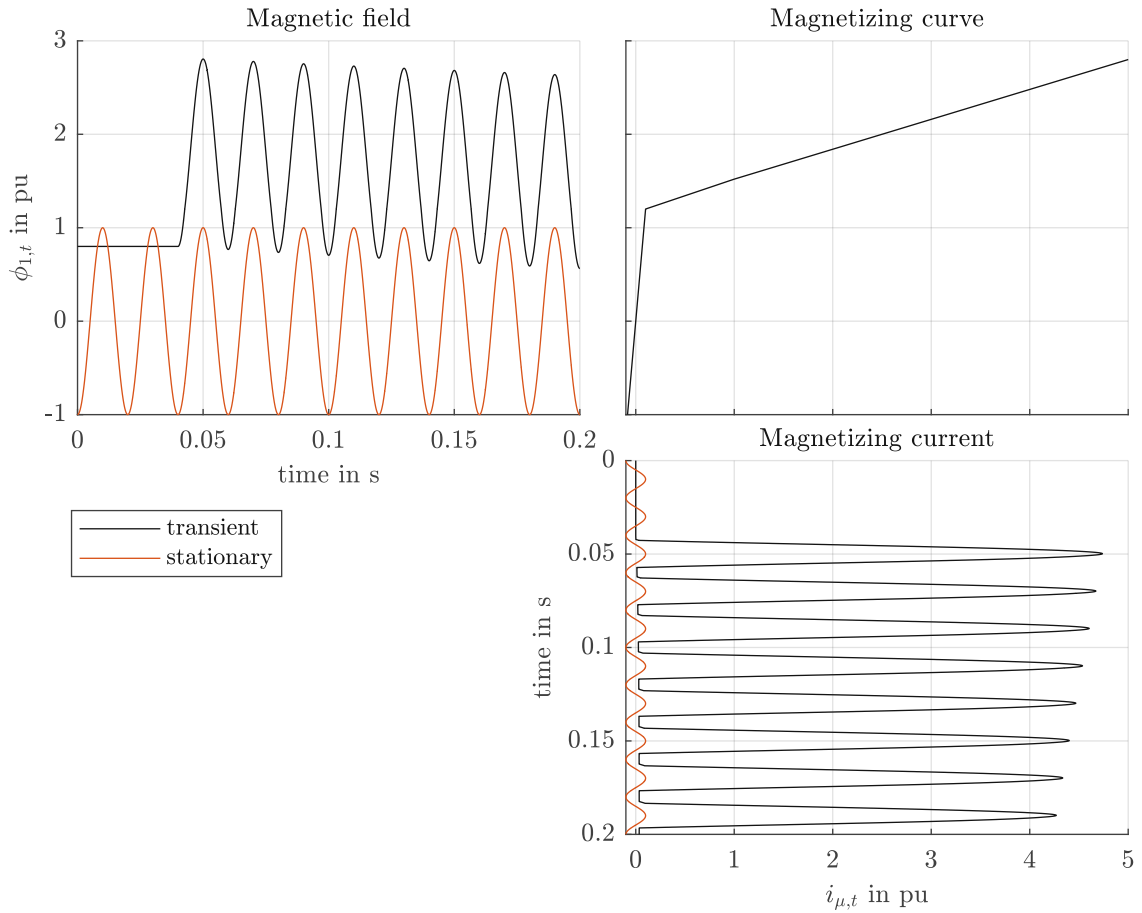 Magnetic field
3
2
1
0
-1
ϕ1,t in pu
0 0.05 0.1 0.15 0.2
time in s
Magnetizing curve
transient
stationary
Magnetizing current
0
0.05
0.1
0.15
0.2
time in s
0 1 2 3 4 5
iμ,t in pu